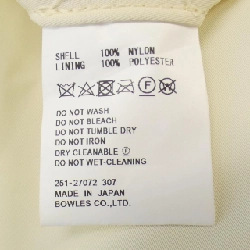 SHELL 100% NYLON
LINING 100% POLYESTER
DO NOT WASH
DO NOT BLEACH
DO NOT TUMBLE DRY
DO NOT IRON
DRY CLEANABLE Ⓕ
DO NOT WET-CLEANING
251-27072 307
MADE IN JAPAN
BOWLES CO.,LTD.